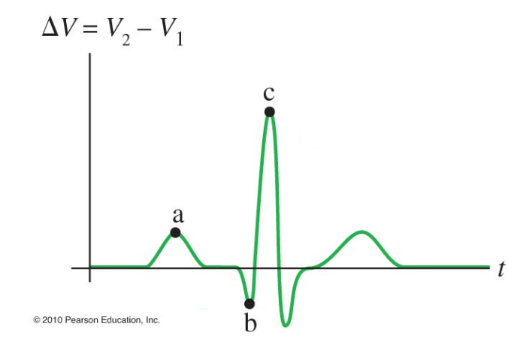 ΔV = V₂ – V₁
c
a
t
© 2010 Pearson Education, Inc.
b